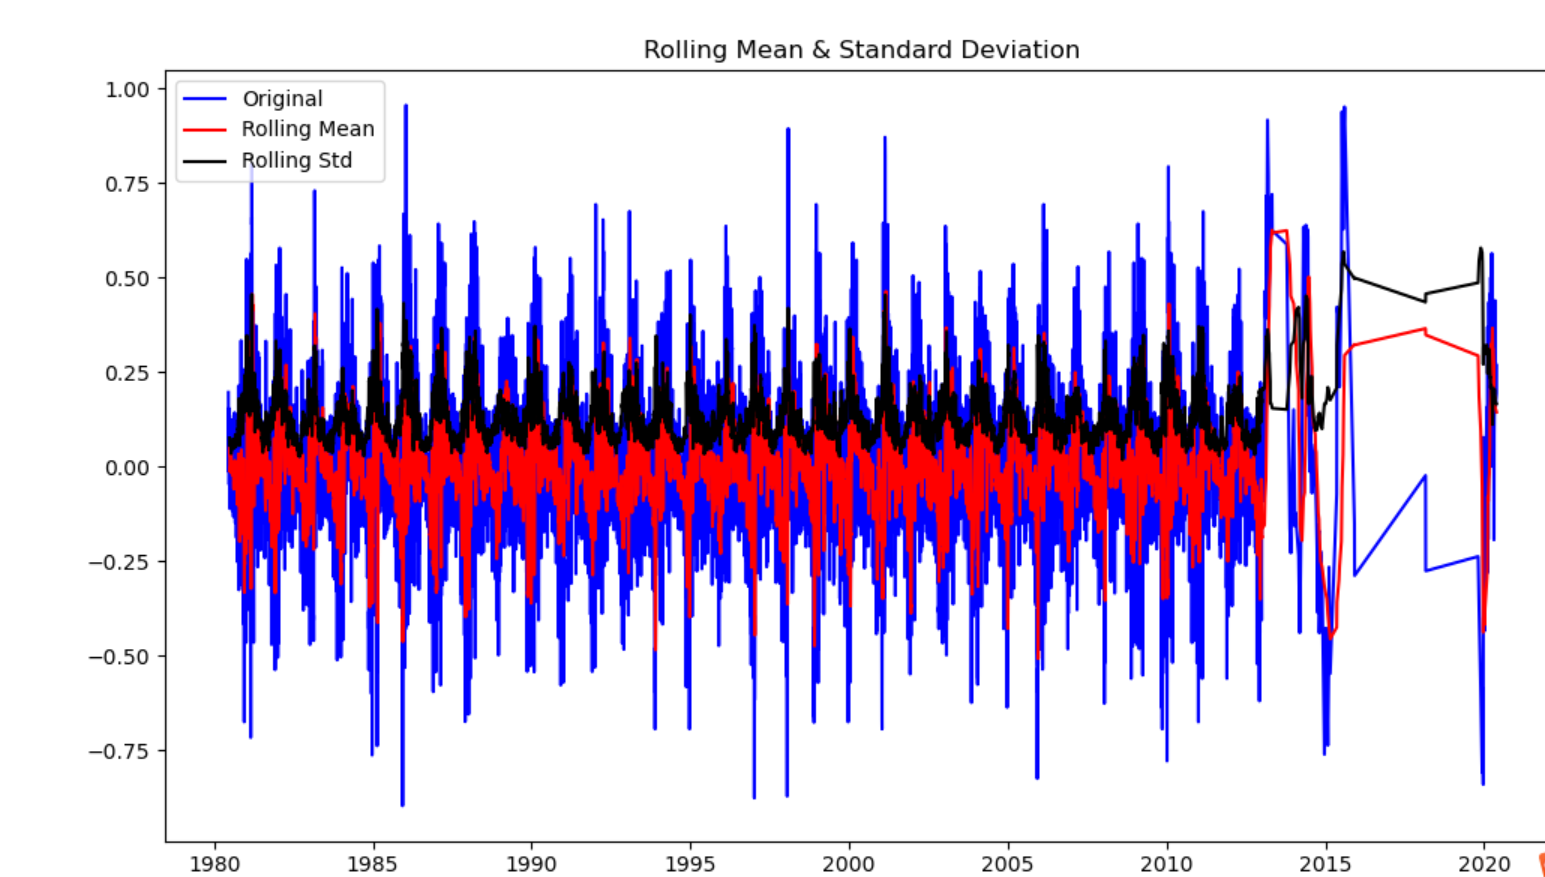 Rolling Mean & Standard Deviation
Original
Rolling Mean
Rolling Std
1.00
0.75
0.50
0.25
0.00
−0.25
−0.50
−0.75
1980 1985 1990 1995 2000 2005 2010 2015 2020